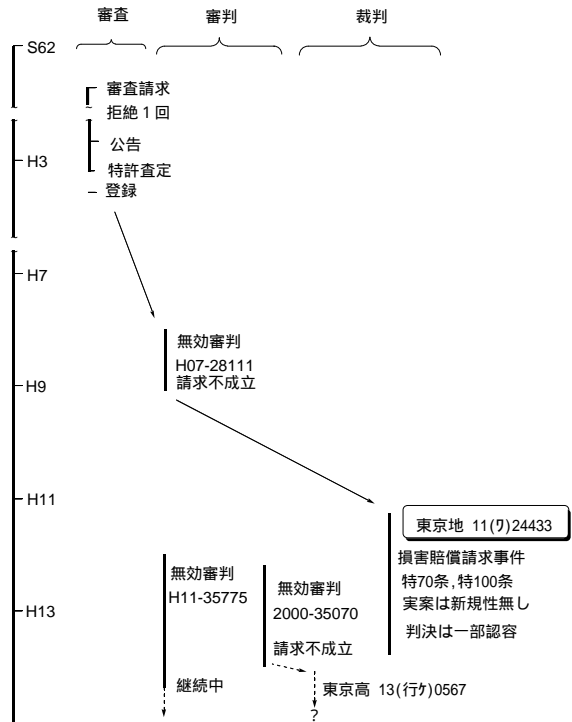 審査
審判
裁判
S62
審査請求
拒絶1回
公告
H3
特許査定
登録
H7
無効審判
H07-28111
請求不成立
H9
H11
東京地 11(ワ)24433
損害賠償請求事件
特70条,特100条
実案は新規性無し
判決は一部認容
無効審判
H11-35775
無効審判
2000-35070
H13
請求不成立
継続中
東京高 13(行ケ)0567
?